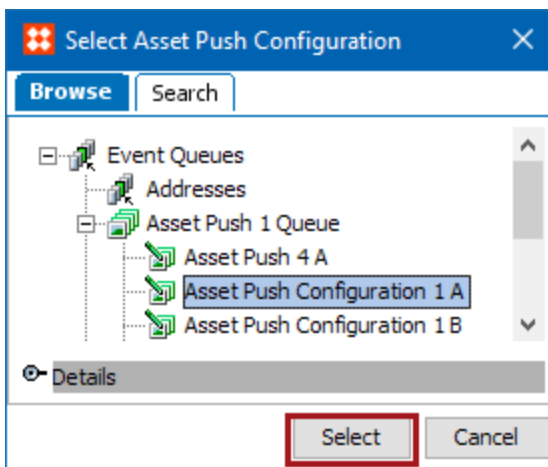 Select Asset Push Configuration
Browse Search
Event Queues
Addresses
Asset Push 1 Queue
Asset Push 4 A
Asset Push Configuration 1 A
Asset Push Configuration 1 B
Details
Select Cancel